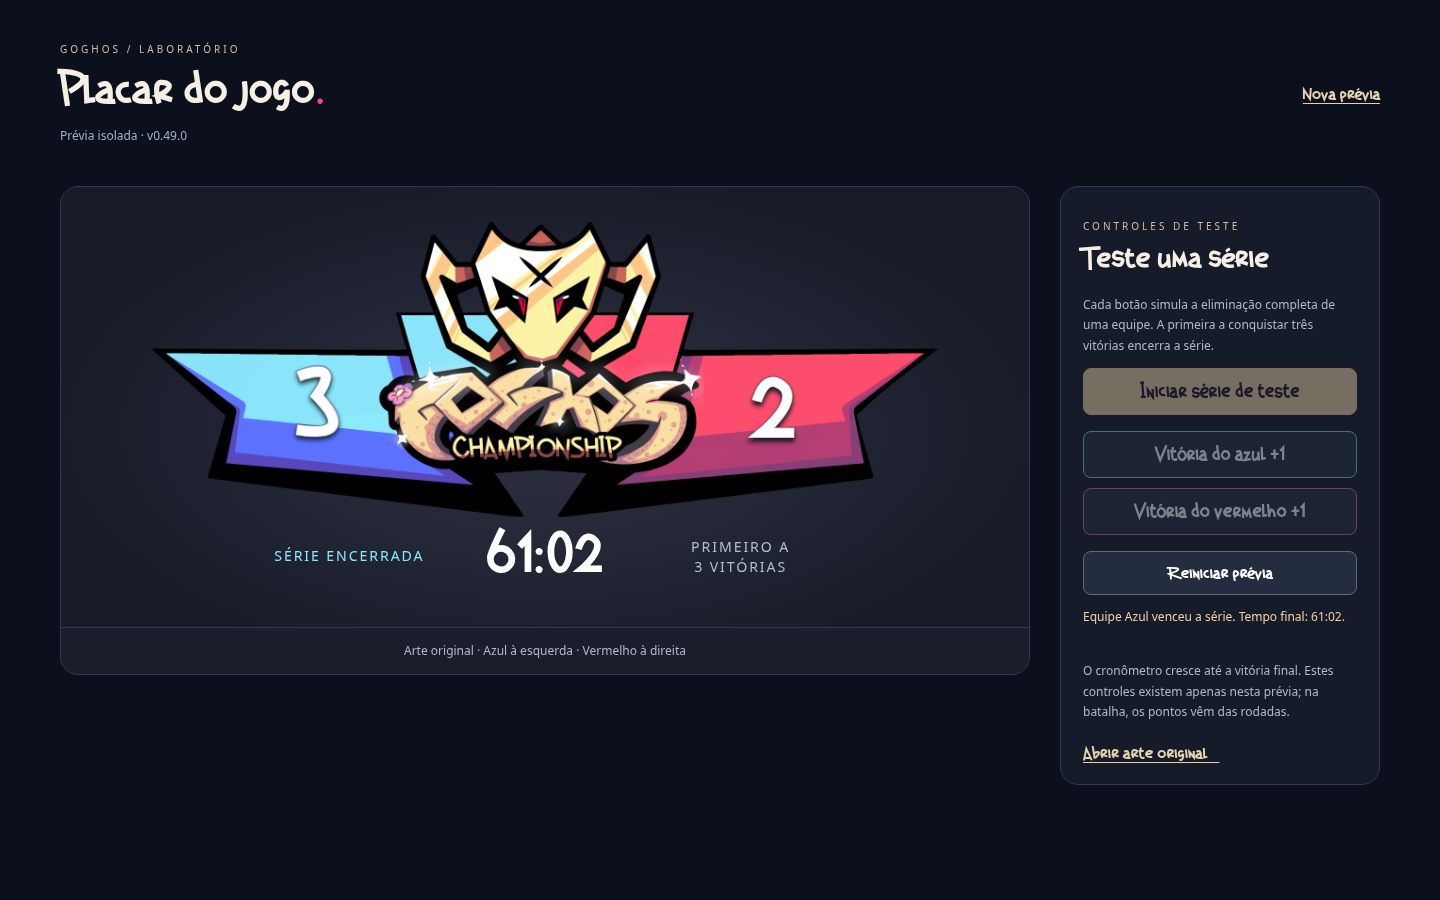 GOGHOS / LABORATÓRIO
Placar do jogo.
Prévia isolada · v0.49.0
Nova prévia
3
GOGHOS
CHAMPIONSHIP
2
SÉRIE ENCERRADA
61:02
PRIMEIRO A
3 VITÓRIAS
Arte original · Azul à esquerda · Vermelho à direita
CONTROLES DE TESTE
Teste uma série
Cada botão simula a eliminação completa de
uma equipe. A primeira a conquistar três
vitórias encerra a série.
Iniciar série de teste
Vitória do azul +1
Vitória do vermelho +1
Reiniciar prévia
Equipe Azul venceu a série. Tempo final: 61:02.
O cronômetro cresce até a vitória final. Estes
controles existem apenas nesta prévia; na
batalha, os pontos vêm das rodadas.
Abrir arte original